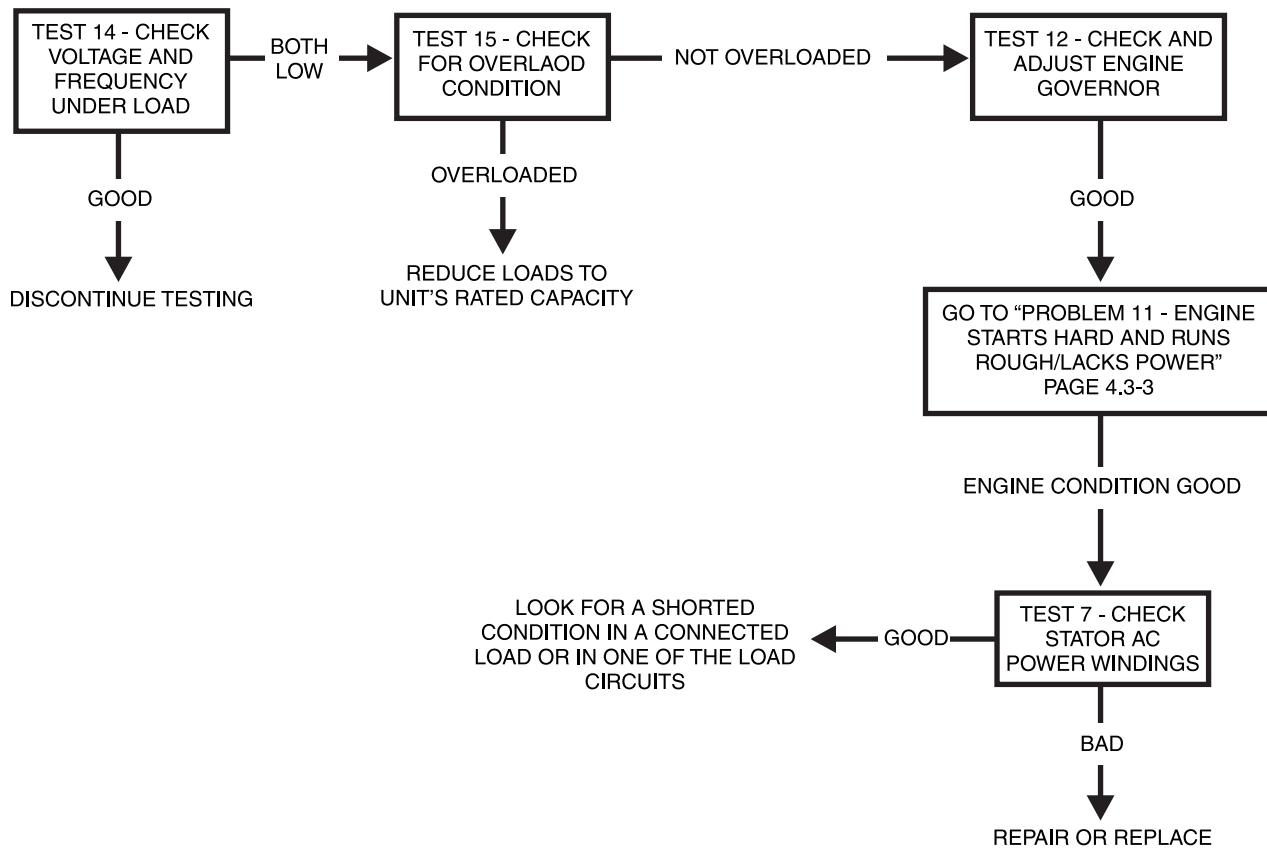 TEST 14 - CHECK
VOLTAGE AND
FREQUENCY
UNDER LOAD
BOTH
LOW
TEST 15 - CHECK
FOR OVERLAOD
CONDITION
NOT OVERLOADED
TEST 12 - CHECK AND
ADJUST ENGINE
GOVERNOR
GOOD
OVERLOADED
GOOD
DISCONTINUE TESTING
REDUCE LOADS TO
UNIT'S RATED CAPACITY
GO TO “PROBLEM 11 - ENGINE
STARTS HARD AND RUNS
ROUGH/LACKS POWER”
PAGE 4.3-3
ENGINE CONDITION GOOD
TEST 7 - CHECK
STATOR AC
POWER WINDINGS
GOOD
LOOK FOR A SHORTED
CONDITION IN A CONNECTED
LOAD OR IN ONE OF THE LOAD
CIRCUITS
BAD
REPAIR OR REPLACE